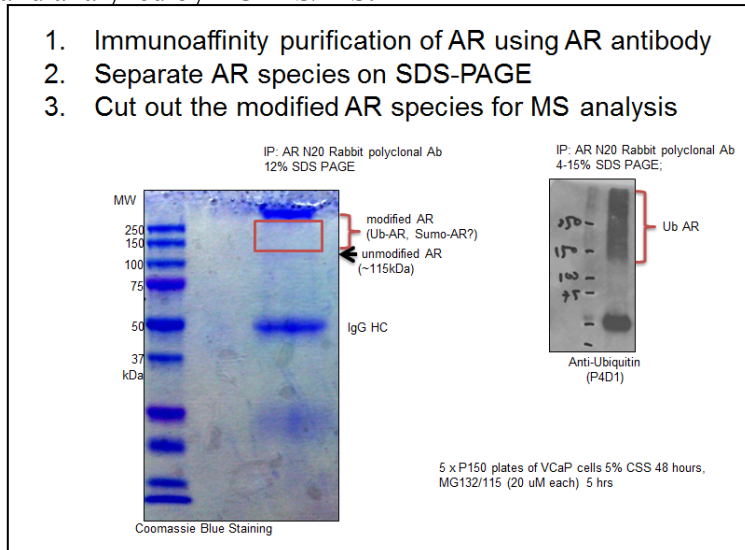 1. Immunoaffinity purification of AR using AR antibody
2. Separate AR species on SDS-PAGE
3. Cut out the modified AR species for MS analysis
IP: AR N20 Rabbit polyclonal Ab
12% SDS PAGE
IP: AR N20 Rabbit polyclonal Ab
4-15% SDS PAGE;
MW
250
150
100
75
50
37
kDa
modified AR
(Ub-AR, Sumo-AR?)
unmodified AR
(~115kDa)
IgG HC
Coomassie Blue Staining
250
150
100
75
Ub AR
Anti-Ubiquitin
(P4D1)
5 x P150 plates of VCaP cells 5% CSS 48 hours,
MG132/115 (20 uM each) 5 hrs